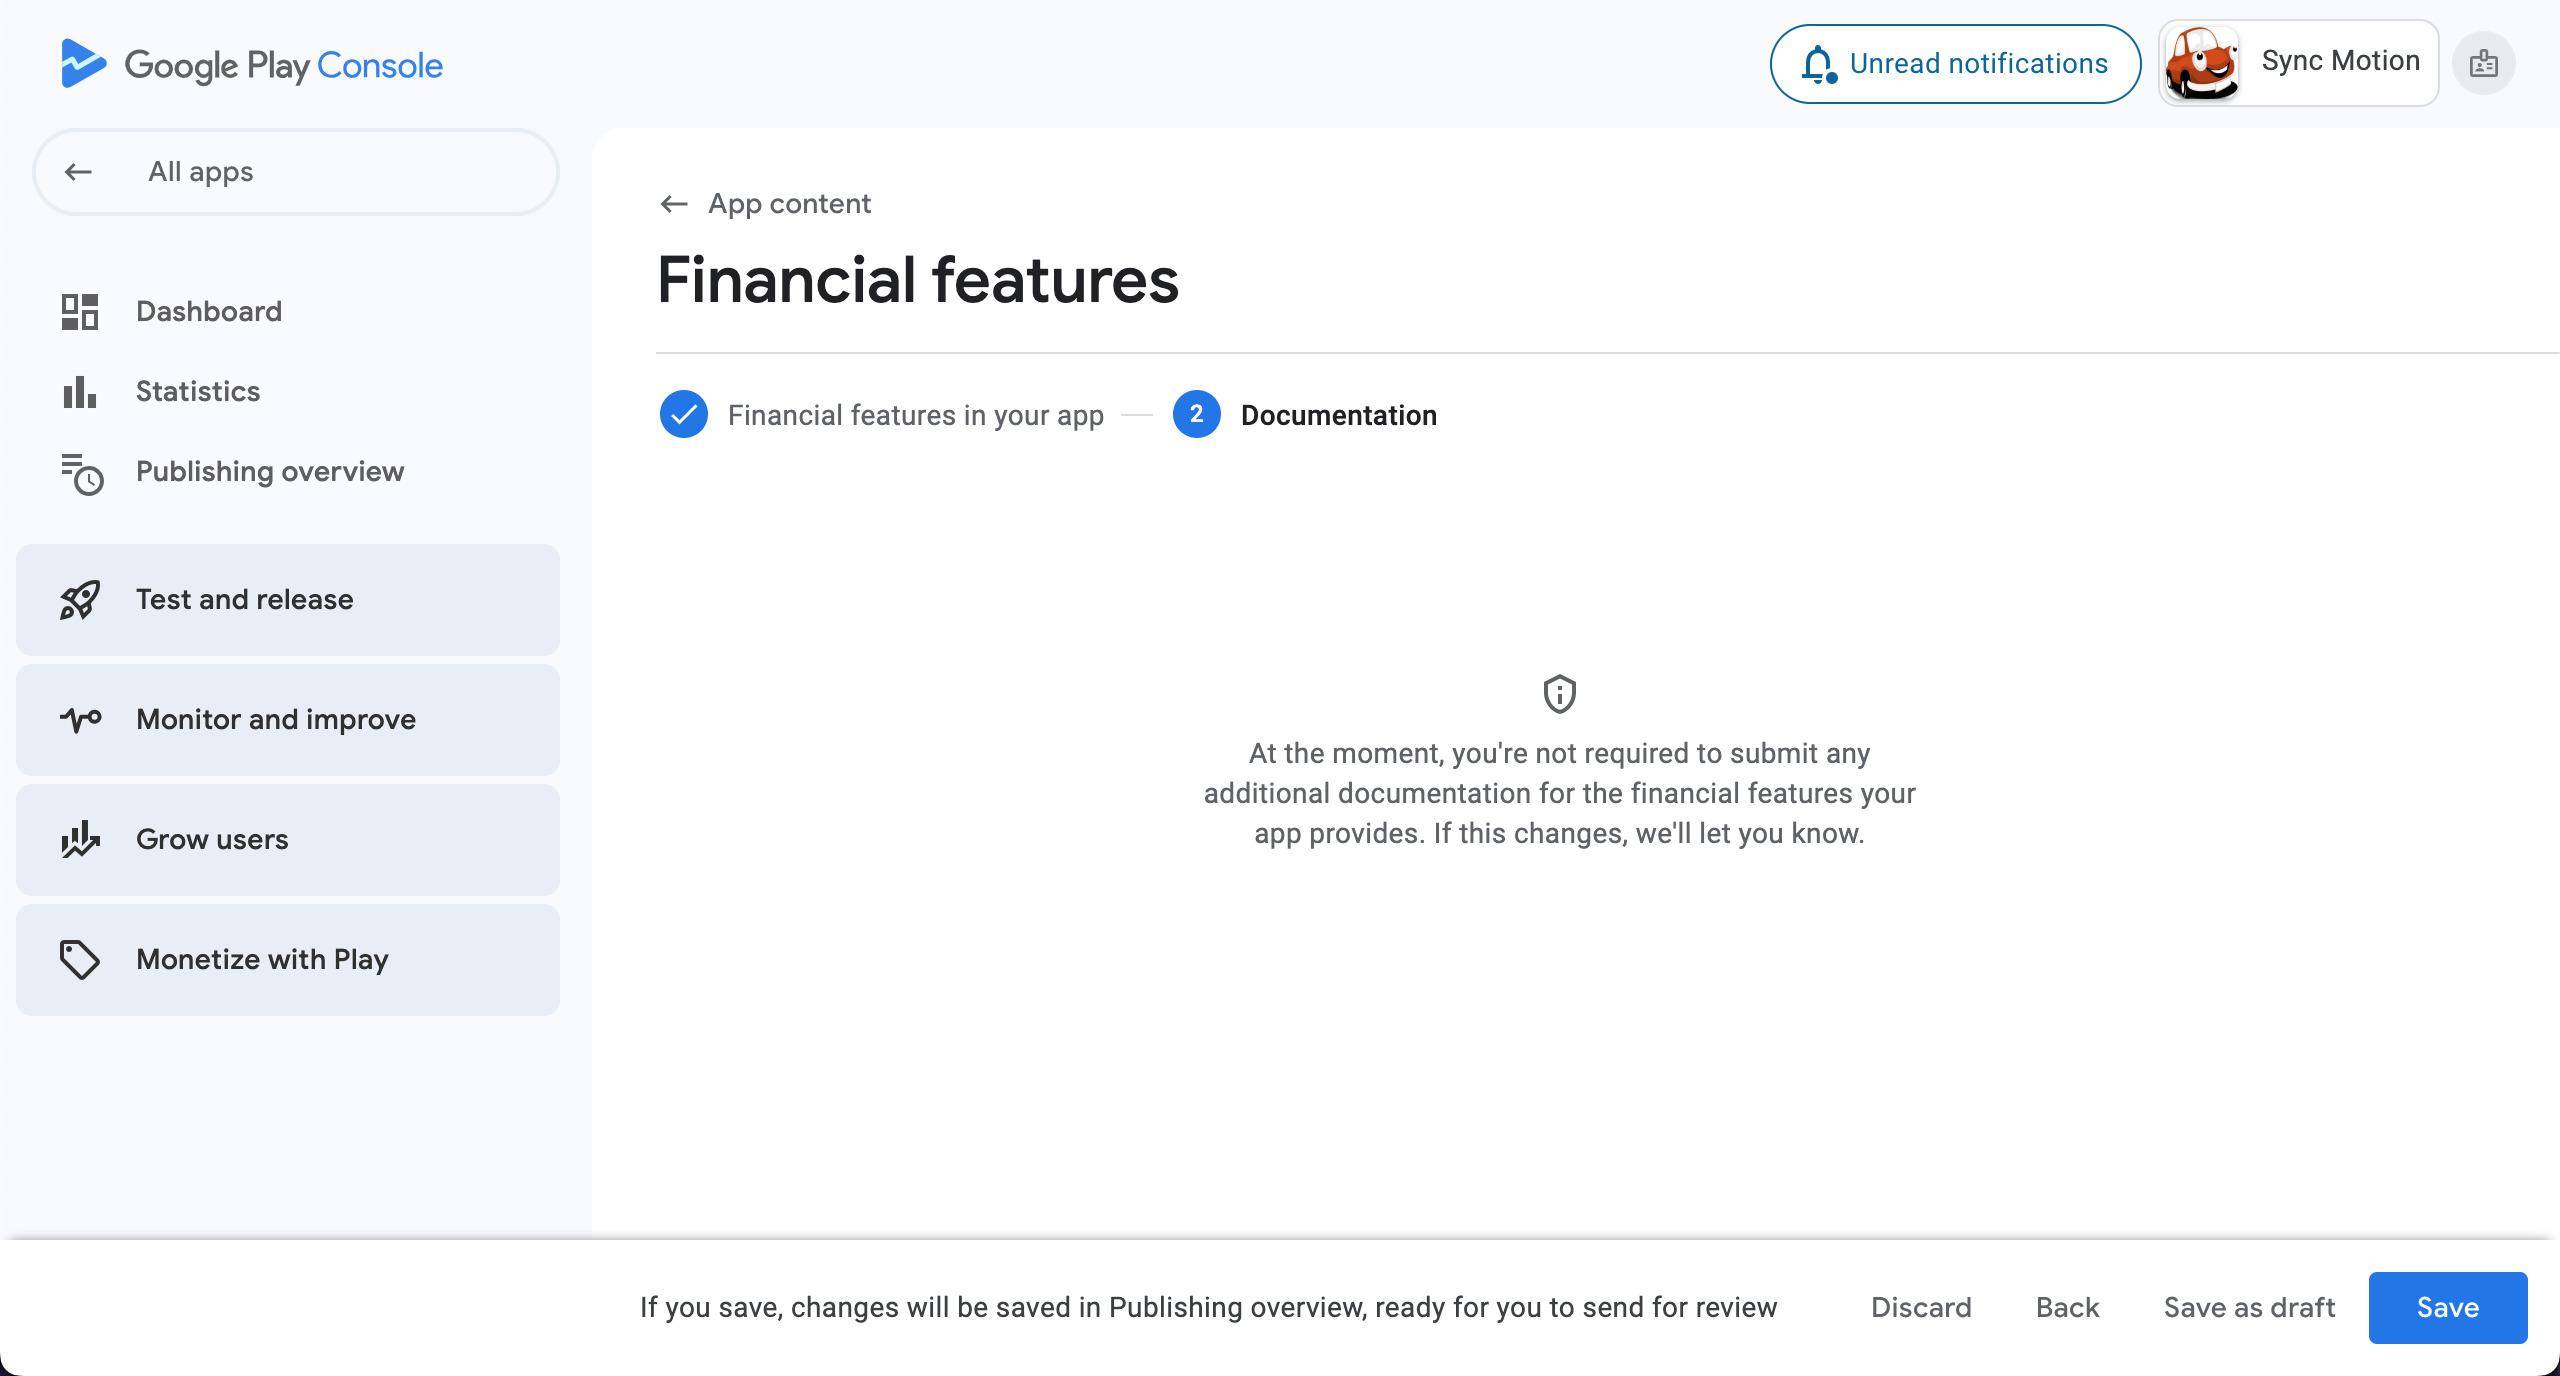 Google Play Console
Unread notifications
Sync Motion
All apps
Dashboard
Statistics
Publishing overview
Test and release
Monitor and improve
Grow users
Monetize with Play
App content
Financial features
Financial features in your app
2 Documentation
At the moment, you're not required to submit any
additional documentation for the financial features your
app provides. If this changes, we'll let you know.
If you save, changes will be saved in Publishing overview, ready for you to send for review
Discard
Back
Save as draft
Save